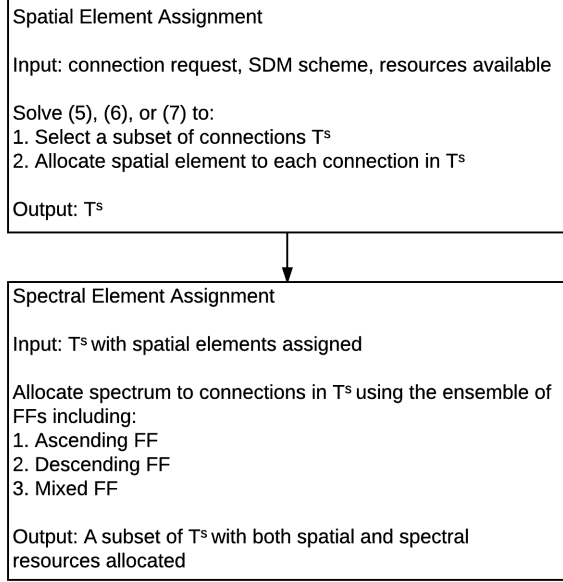 Spatial Element Assignment
Input: connection request, SDM scheme, resources available
Solve (5), (6), or (7) to:
1. Select a subset of connections Tˢ
2. Allocate spatial element to each connection in Tˢ
Output: Tˢ
Spectral Element Assignment
Input: Tˢ with spatial elements assigned
Allocate spectrum to connections in Tˢ using the ensemble of
FFs including:
1. Ascending FF
2. Descending FF
3. Mixed FF
Output: A subset of Tˢ with both spatial and spectral
resources allocated